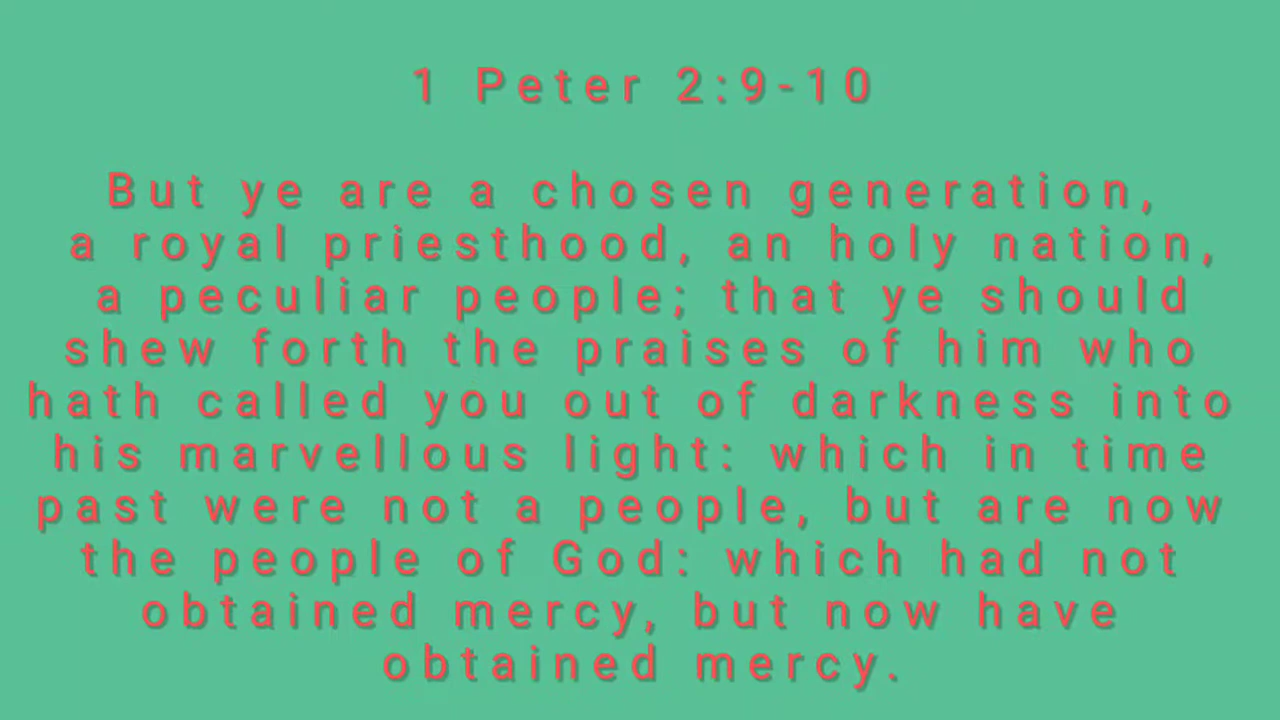 1 Peter 2:9-10
But ye are a chosen generation,
a royal priesthood, an holy nation,
a peculiar people; that ye should
shew forth the praises of him who
hath called you out of darkness into
his marvellous light: which in time
past were not a people, but are now
the people of God: which had not
obtained mercy, but now have
obtained mercy.